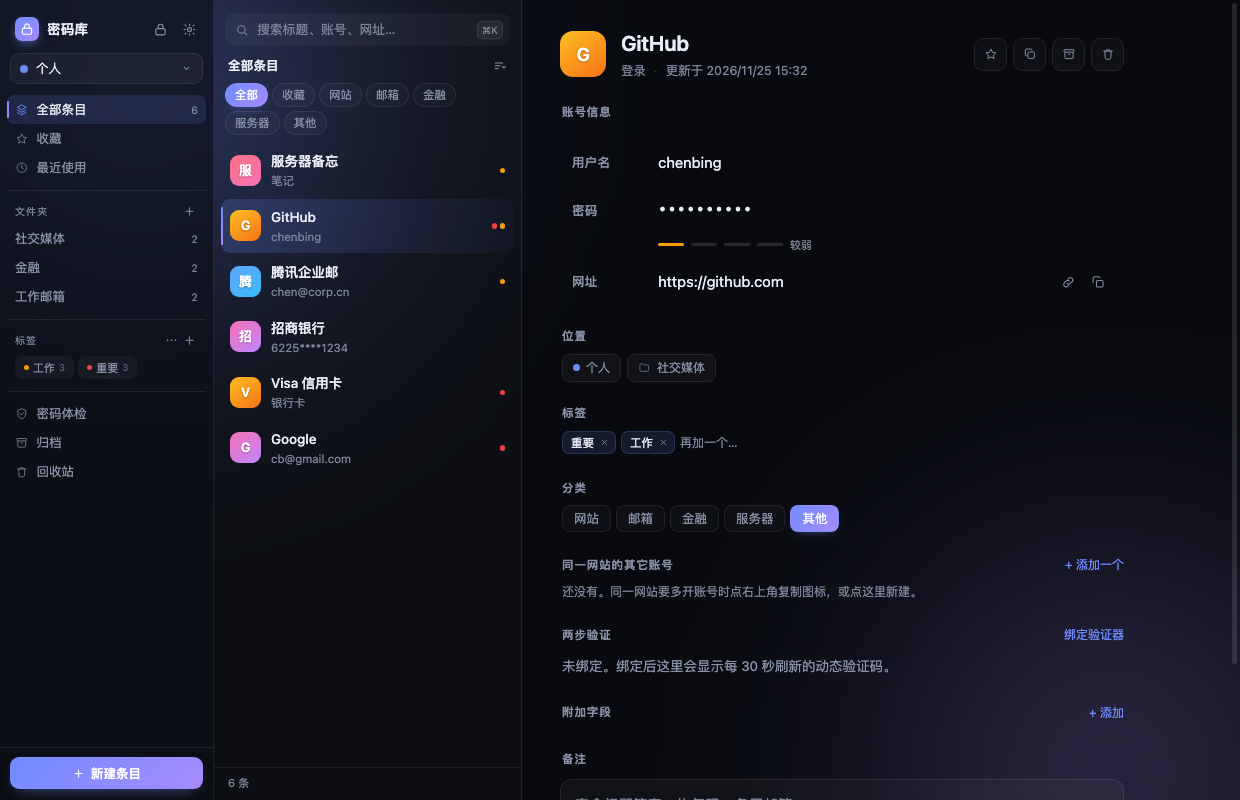 密码库
个人
全部条目 6
收藏
最近使用
文件夹
社交媒体 2
金融 2
工作邮箱 2
标签
工作 3 重要 3
密码体检
归档
回收站
+ 新建条目
搜索标题、账号、网址... ⌘K
全部条目
全部 收藏 网站 邮箱 金融
服务器 其他
服 服务器备忘
笔记
G GitHub
chenbing
腾 腾讯企业邮
chen@corp.cn
招 招商银行
6225****1234
V Visa 信用卡
银行卡
G Google
cb@gmail.com
6 条
G GitHub
登录 · 更新于 2026/11/25 15:32
账号信息
用户名 chenbing
密码 ••••••••••
较弱
网址 https://github.com
位置
个人 社交媒体
标签
重要 × 工作 × 再加一个...
分类
网站 邮箱 金融 服务器 其他
同一网站的其它账号 + 添加一个
还没有。同一网站要多开账号时点右上角复制图标，或点这里新建。
两步验证 绑定验证器
未绑定。绑定后这里会显示每 30 秒刷新的动态验证码。
附加字段 + 添加
备注